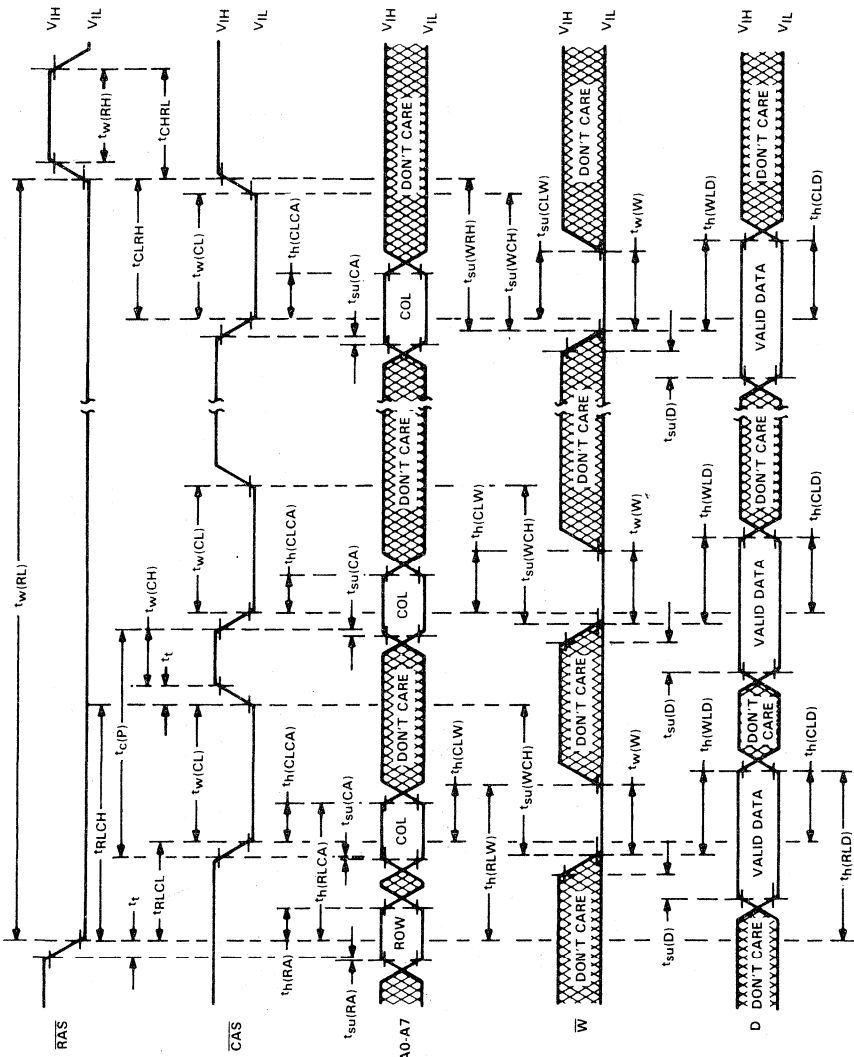 tw(RL)
RAS
VIH
VIL
tt
tw(RH)
tRLCH
tRLCL
tc(P)
tt
tw(CH)
tCLRH
tCHRL
tw(CL)
tw(CL)
tw(CL)
CAS
VIH
VIL
th(RA)
tsu(RA)
th(RLCA)
th(CLCA)
tsu(CA)
th(CLCA)
tsu(CA)
th(CLCA)
tsu(CA)
A0-A7
ROW
COL
DON'T CARE
COL
DON'T CARE
COL
DON'T CARE
VIH
VIL
th(RLW)
th(CLW)
tsu(WCH)
tw(W)
th(CLW)
tsu(WCH)
tw(W)
tsu(WRH)
tsu(WCH)
tsu(CLW)
tw(W)
W
DON'T CARE
DON'T CARE
DON'T CARE
DON'T CARE
VIH
VIL
tsu(D)
th(WLD)
tsu(D)
th(WLD)
tsu(D)
th(WLD)
D
DON'T CARE
VALID DATA
DON'T
CARE
VALID DATA
DON'T CARE
VALID DATA
DON'T CARE
VIH
VIL
th(CLD)
th(CLD)
th(CLD)
th(RLD)